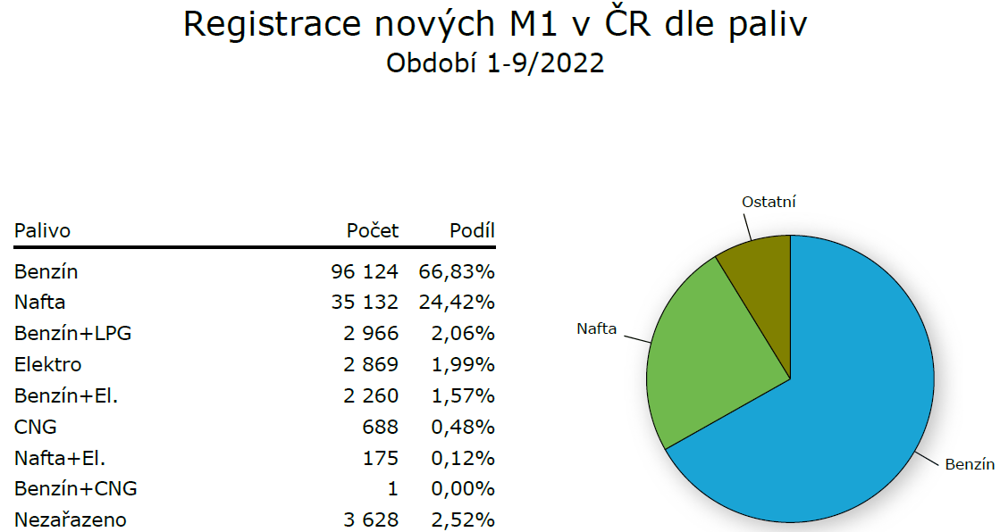 Registrace nových M1 v ČR dle paliv
Období 1-9/2022
Palivo Počet Podíl
Benzín 96 124 66,83%
Nafta 35 132 24,42%
Benzín+LPG 2 966 2,06%
Elektro 2 869 1,99%
Benzín+El. 2 260 1,57%
CNG 688 0,48%
Nafta+El. 175 0,12%
Benzín+CNG 1 0,00%
Nezařazeno 3 628 2,52%
Ostatní
Nafta
Benzín